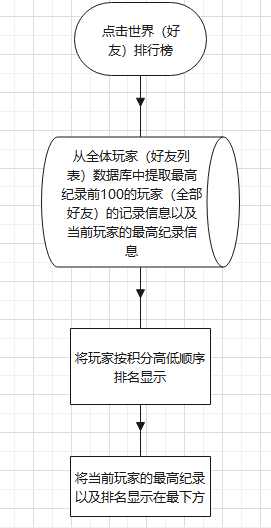 点击世界（好
友）排行榜
从全体玩家（好友列
表）数据库中提取最高
纪录前100的玩家（全部
好友）的记录信息以及
当前玩家的最高纪录信
息
将玩家按积分高低顺序
排名显示
将当前玩家的最高纪录
以及排名显示在最下方